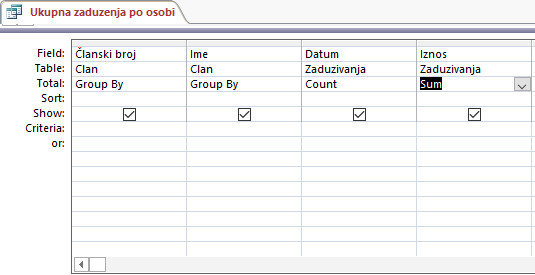 Ukupna zaduzenja po osobi
Field: Članski broj Ime Datum Iznos
Table: Clan Clan Zaduzivanja Zaduzivanja
Total: Group By Group By Count Sum
Sort:
Show:
Criteria:
or: